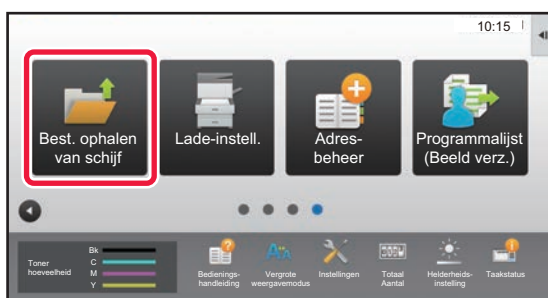 10:15
Best. ophalen
van schijf
Lade-instell.
Adres-
beheer
Programmalijst
(Beeld verz.)
Toner
hoeveelheid
Bk
C
M
Y
Bedienings-
handleiding
Vergrote
weergavemodus
Instellingen
Totaal
Aantal
Helderheids-
instelling
Taakstatus